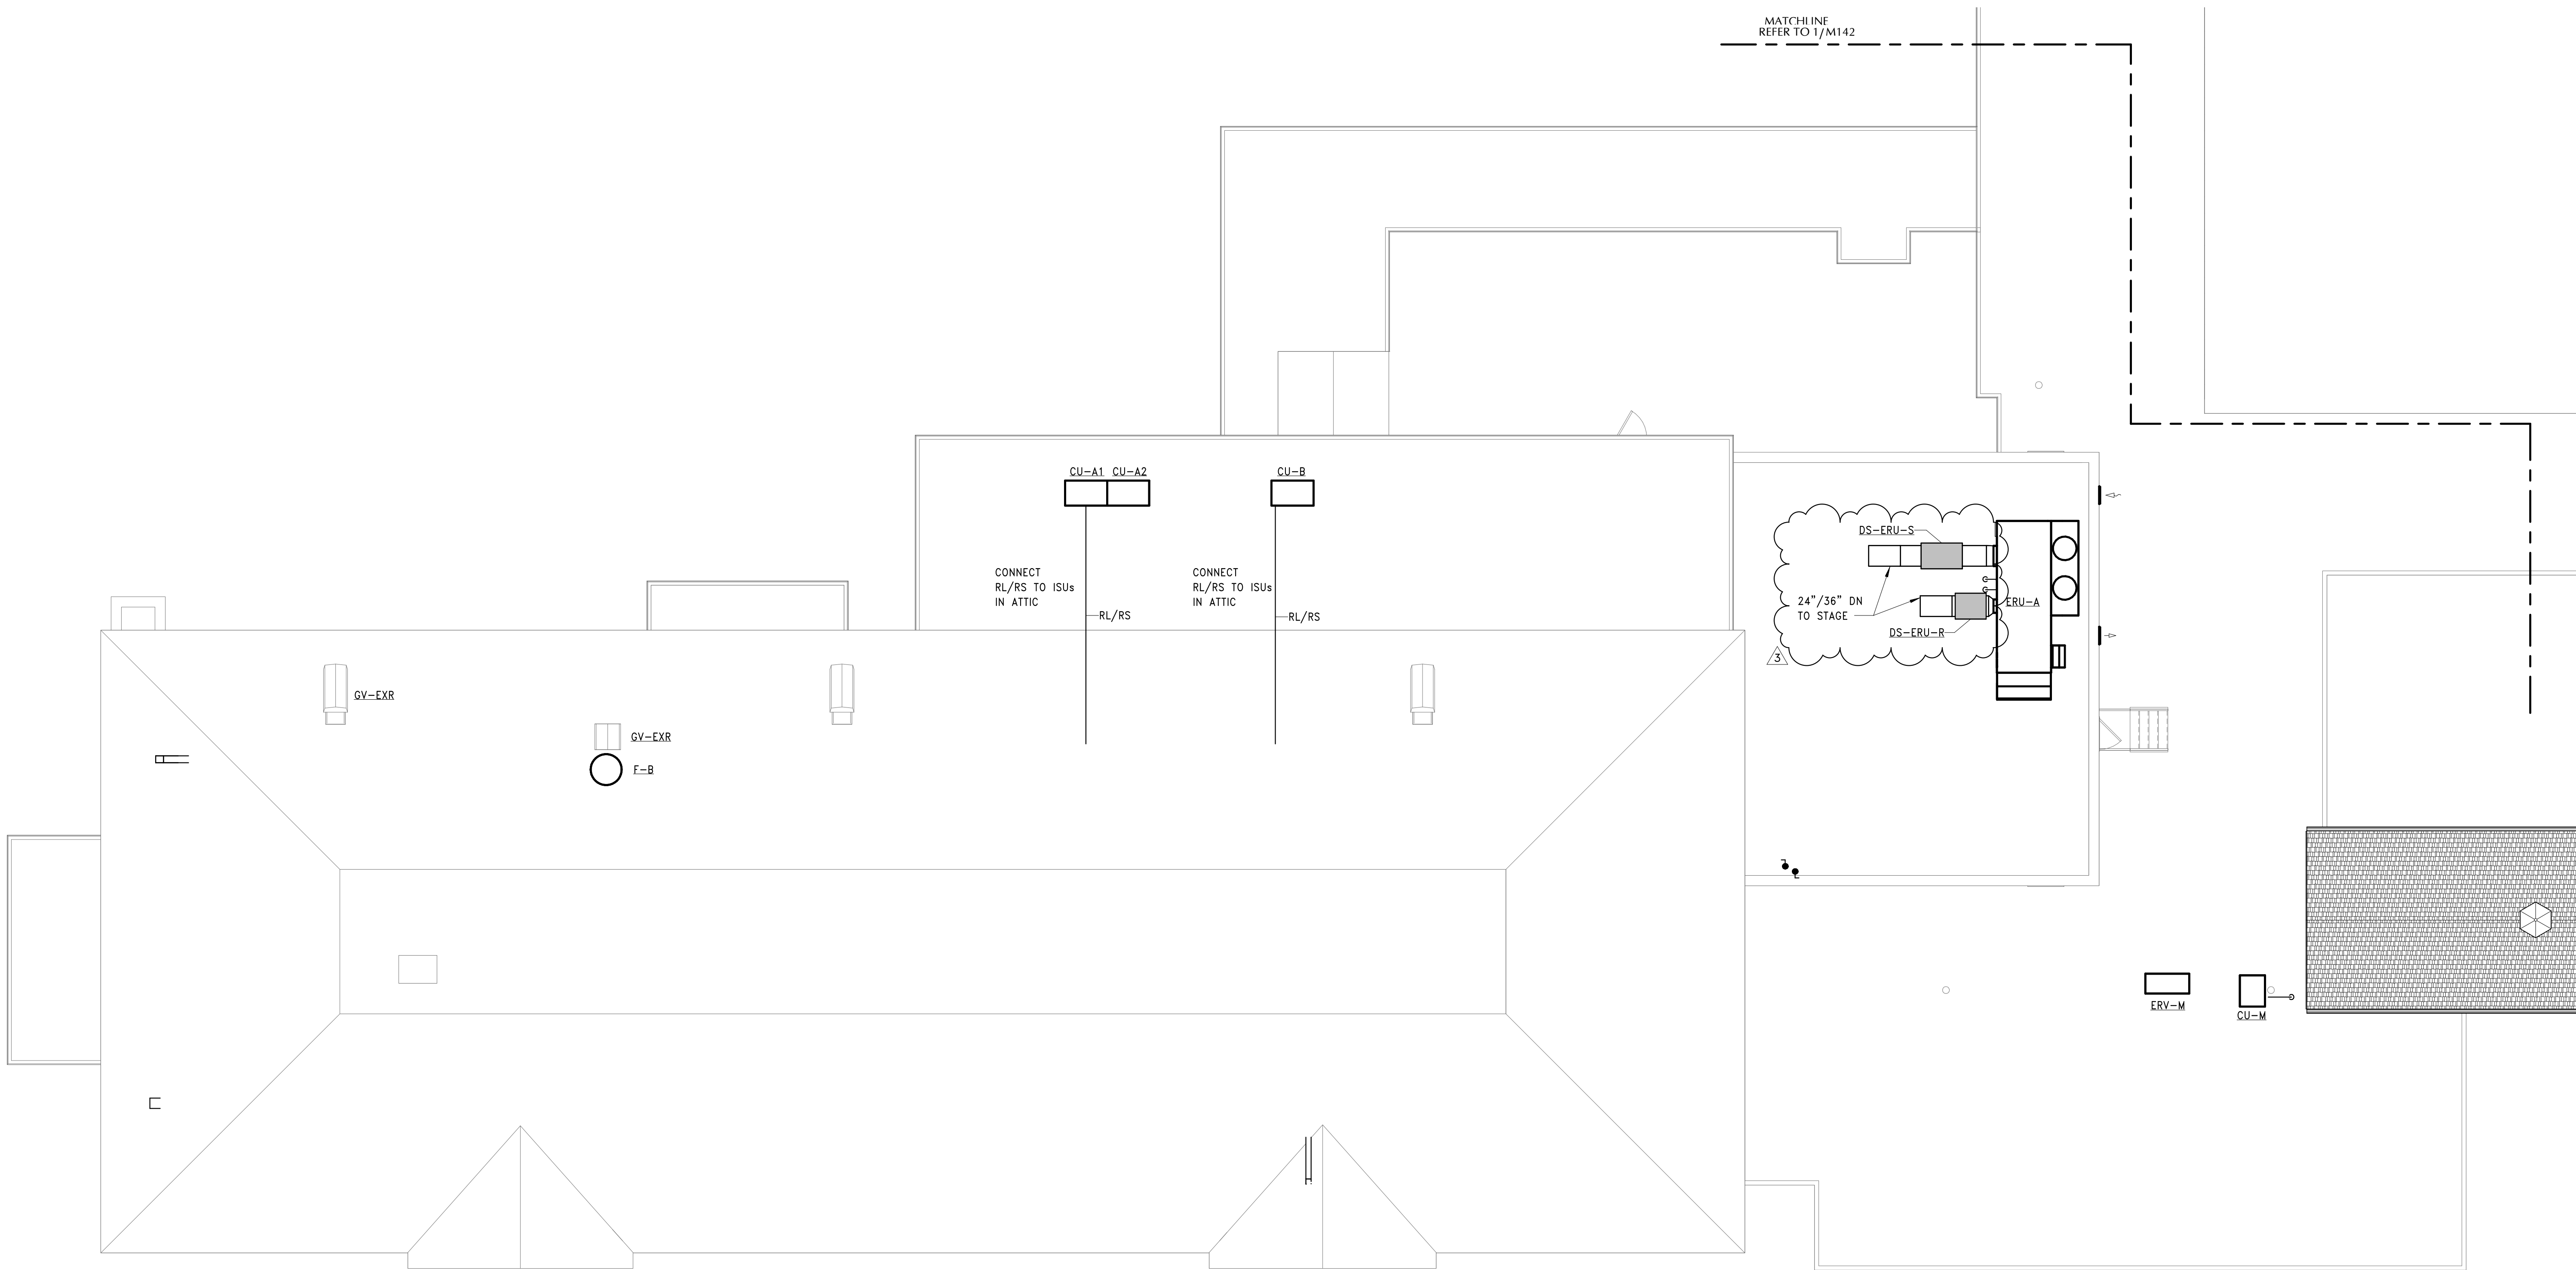 MATCHLINE
REFER TO 1/M142
CU-A1 CU-A2
CU-B
DS-ERU-S
CONNECT
RL/RS TO ISUs
IN ATTIC
RL/RS
CONNECT
RL/RS TO ISUs
IN ATTIC
RL/RS
24"/36" DN
TO STAGE
ERU-A
DS-ERU-R
3
GV-EXR
GV-EXR
F-B
ERV-M
CU-M